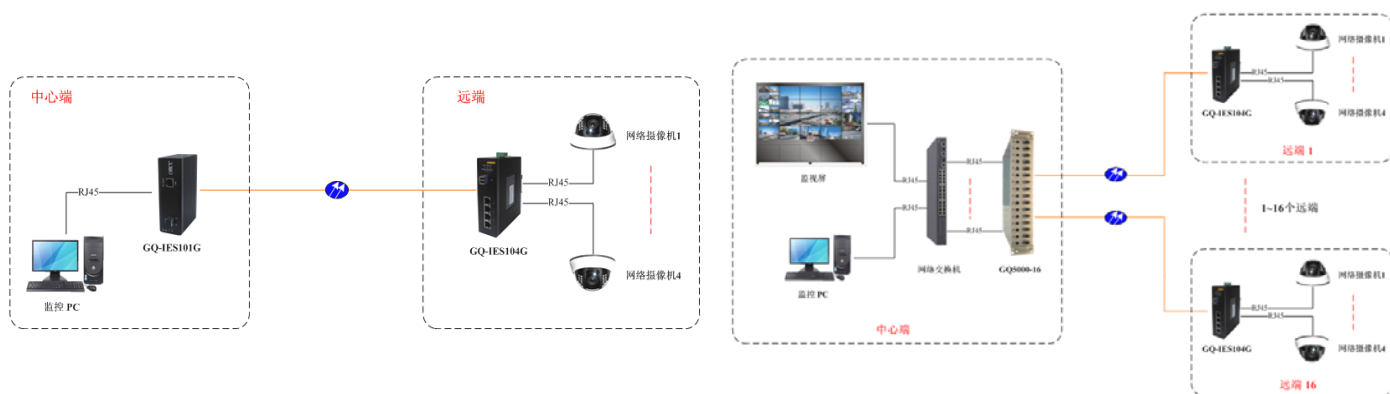 中心端
RJ45
GQ-IES101G
监控 PC
远端
RJ45
RJ45
GQ-IES104G
网络摄像机1
网络摄像机4
监视屏
RJ45
RJ45
监控 PC
RJ45
RJ45
网络交换机
GQS000-16
中心端
RJ45
RJ45
GQ-IES104G
网络摄像机1
网络摄像机4
远端 1
1~16个远端
RJ45
RJ45
GQ-IES104G
网络摄像机1
网络摄像机4
远端 16